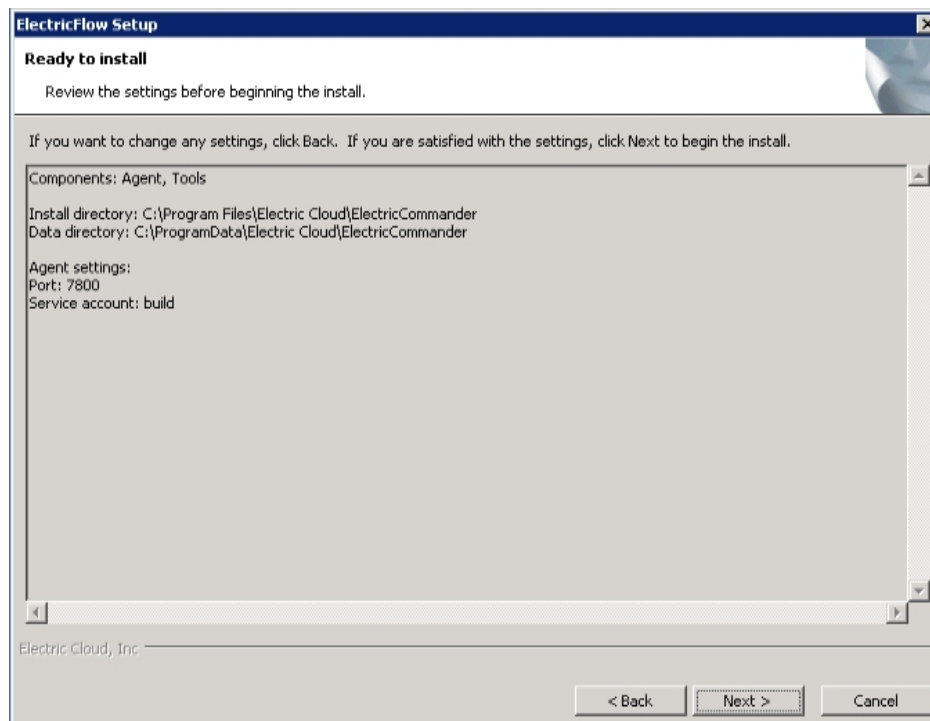 ElectricFlow Setup
Ready to install
Review the settings before beginning the install.
If you want to change any settings, click Back.  If you are satisfied with the settings, click Next to begin the install.
Components: Agent, Tools
Install directory: C:\Program Files\Electric Cloud\ElectricCommander
Data directory: C:\ProgramData\Electric Cloud\ElectricCommander
Agent settings:
Port: 7800
Service account: build
Electric Cloud, Inc
< Back
Next >
Cancel